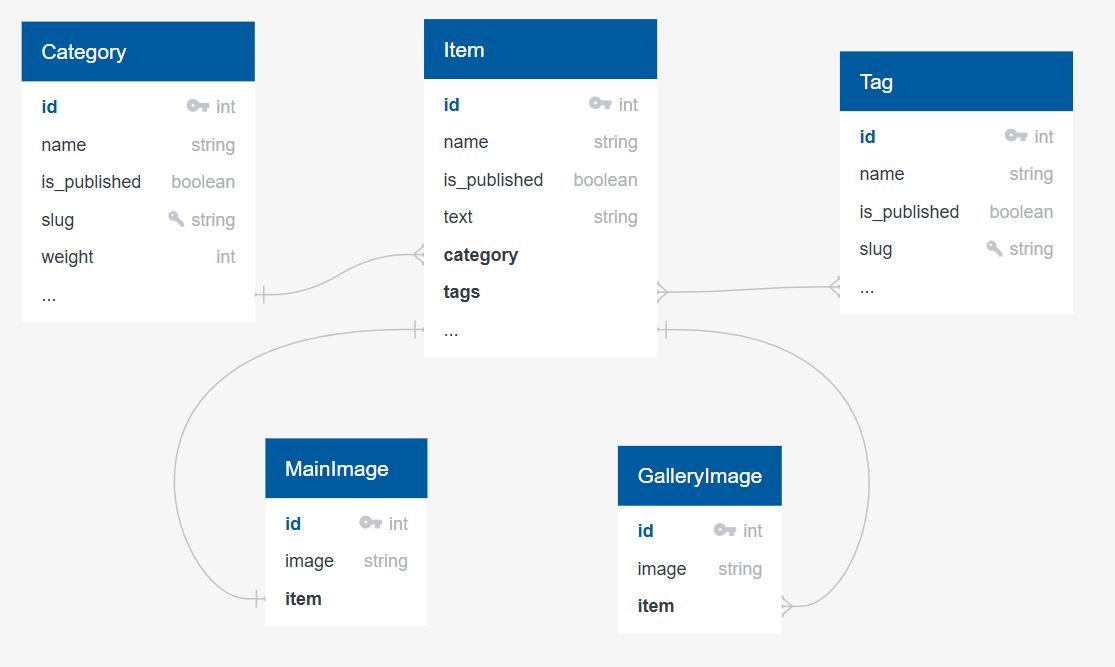 Category
id int
name string
is_published boolean
slug string
weight int
...
Item
id int
name string
is_published boolean
text string
category
tags
...
Tag
id int
name string
is_published boolean
slug string
...
MainImage
id int
image string
item
GalleryImage
id int
image string
item